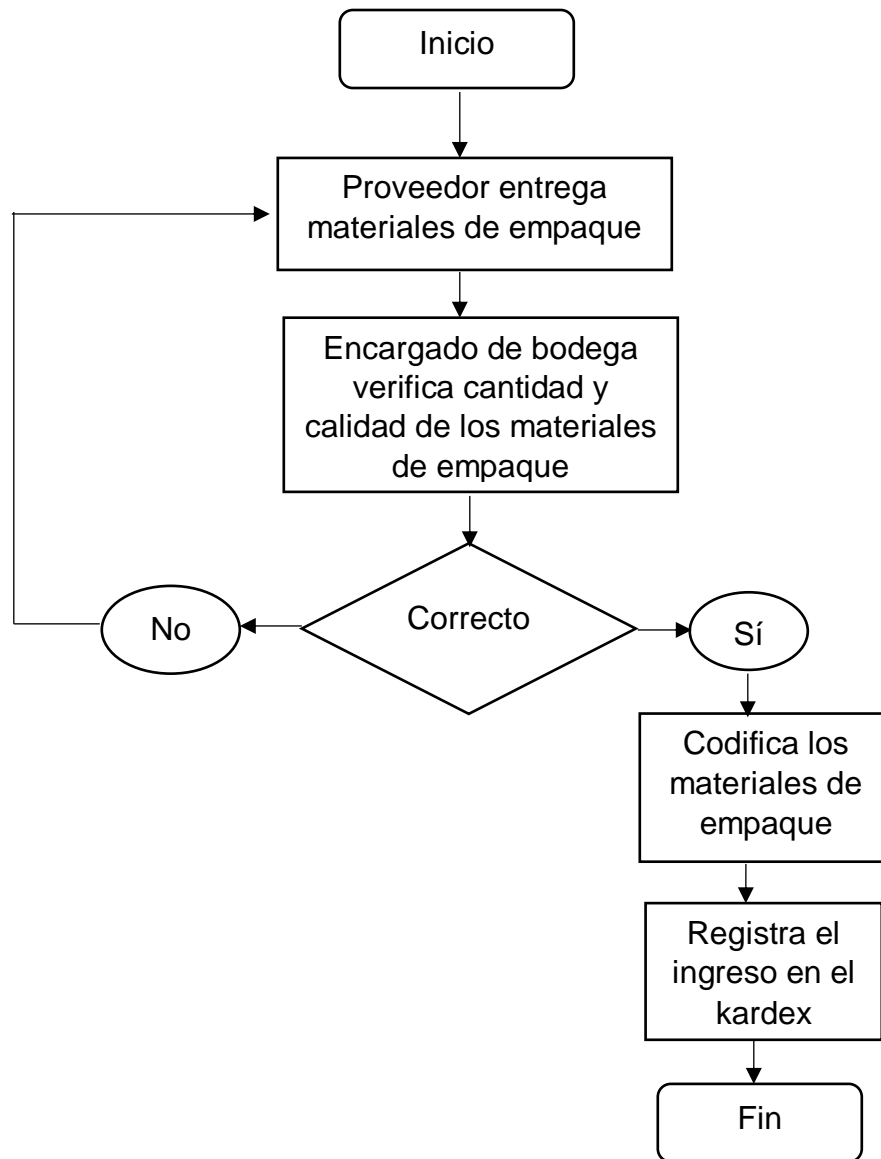 Inicio
Proveedor entrega
materiales de empaque
Encargado de bodega
verifica cantidad y
calidad de los materiales
de empaque
Correcto
No
Sí
Codifica los
materiales de
empaque
Registra el
ingreso en el
kardex
Fin